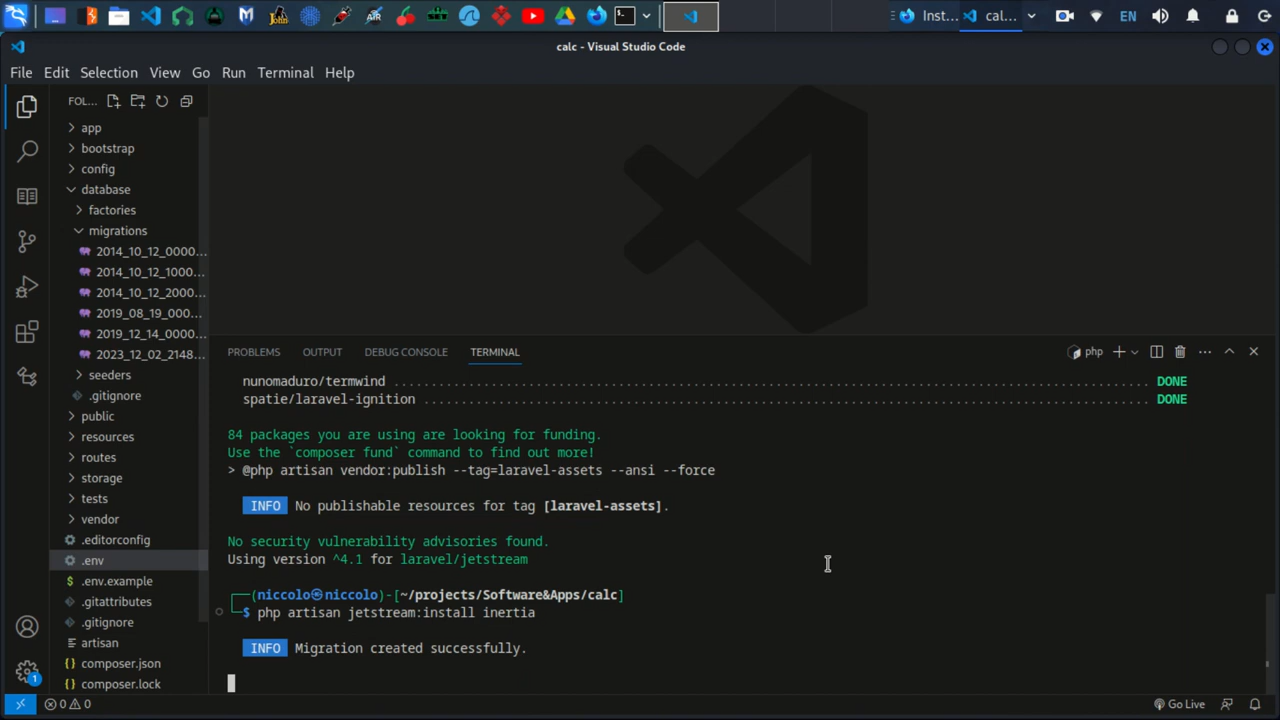 Inst...
cal...
EN
calc - Visual Studio Code
File Edit Selection View Go Run Terminal Help
FOL...
app
bootstrap
config
database
factories
migrations
2014_10_12_0000...
2014_10_12_1000...
2014_10_12_2000...
2019_08_19_000...
2019_12_14_0000...
2023_12_02_2148...
seeders
.gitignore
public
resources
routes
storage
tests
vendor
.editorconfig
.env
.env.example
.gitattributes
.gitignore
artisan
composer.json
composer.lock
PROBLEMS OUTPUT DEBUG CONSOLE TERMINAL
php
nunomaduro/termwind ........................................................................................................ DONE
spatie/laravel-ignition .................................................................................................... DONE
84 packages you are using are looking for funding.
Use the `composer fund` command to find out more!
> @php artisan vendor:publish --tag=laravel-assets --ansi --force
INFO No publishable resources for tag [laravel-assets].
No security vulnerability advisories found.
Using version ^4.1 for laravel/jetstream
┌──(niccolo㉿niccolo)-[~/projects/Software&Apps/calc]
└─$ php artisan jetstream:install inertia
INFO Migration created successfully.
1
0 0
Go Live